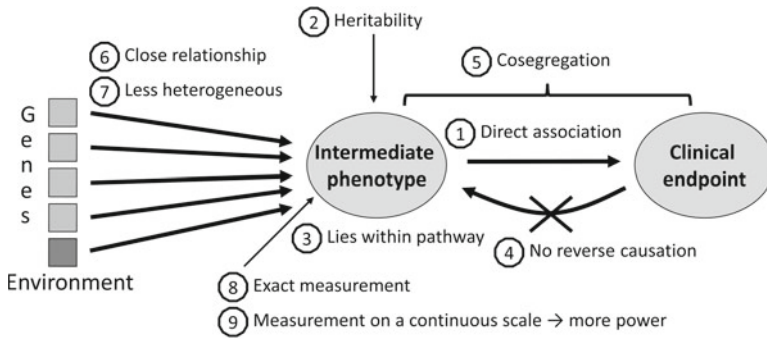 2 Heritability
6 Close relationship
5 Cosegregation
7 Less heterogeneous
Genes
1 Direct association
Intermediate
phenotype
Clinical
endpoint
3 Lies within pathway
4 No reverse causation
Environment
8 Exact measurement
9 Measurement on a continuous scale → more power